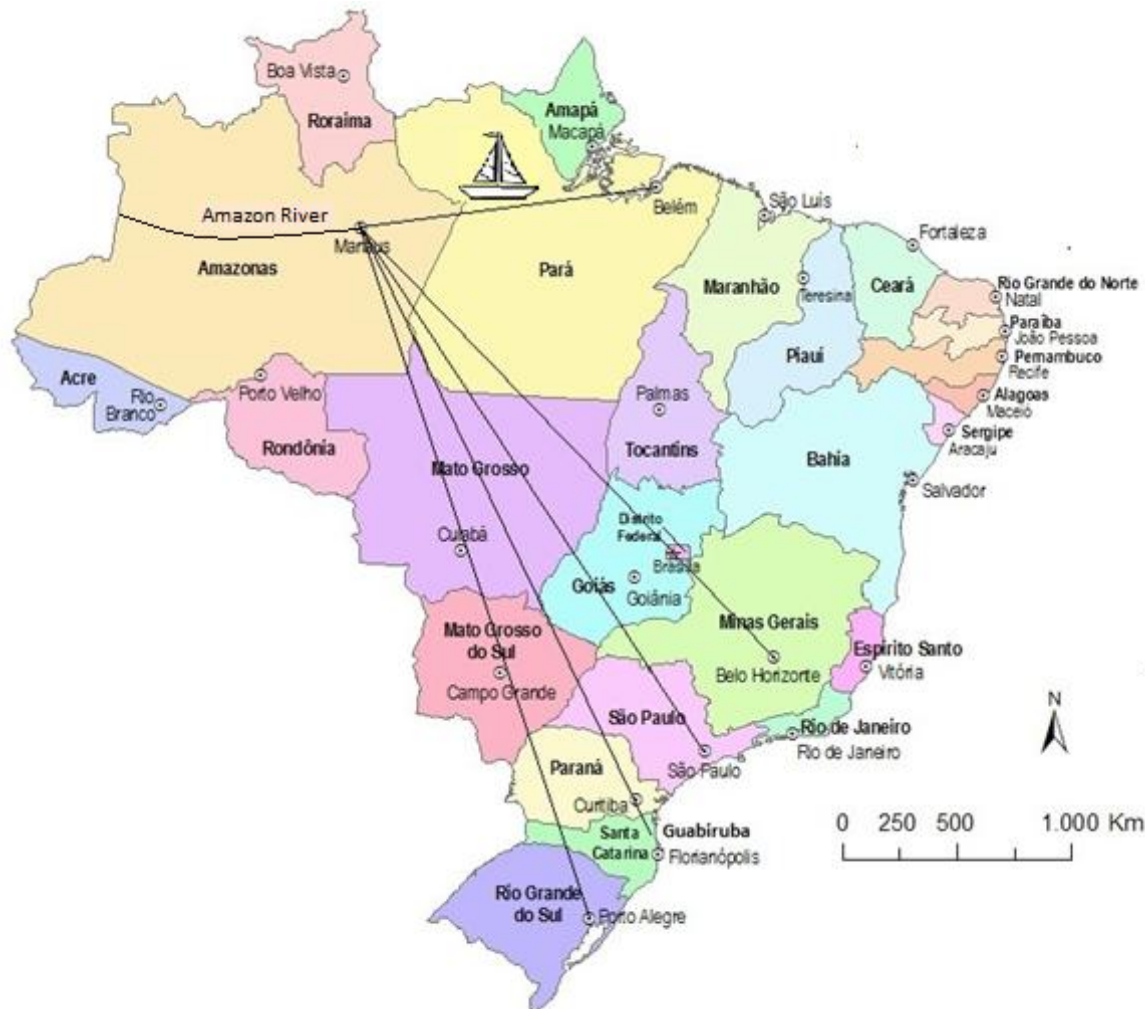 Boa Vista
Roraima
Amapá
Macapá
Amazon River
Manaus
Amazonas
Belém
Pará
São Luís
Maranhão
Teresina
Fortaleza
Ceará
Piauí
Rio Grande do Norte
Natal
Paraíba
João Pessoa
Pernambuco
Recife
Alagoas
Maceio
Sergipe
Aracaju
Acre
Rio
Branco
Porto Velho
Rondônia
Mato Grosso
Cuiabá
Palmas
Tocantins
Bahia
Salvador
Distrito
Federal
Brasília
Goiás
Goiânia
Minas Gerais
Belo Horizonte
Espírito Santo
Vitória
Mato Grosso
do Sul
Campo Grande
São Paulo
São Paulo
Rio de Janeiro
Rio de Janeiro
Paraná
Curitiba
Santa
Catarina
Guabiruba
Florianópolis
Rio Grande
do Sul
Porto Alegre
N
0 250 500 1.000 Km